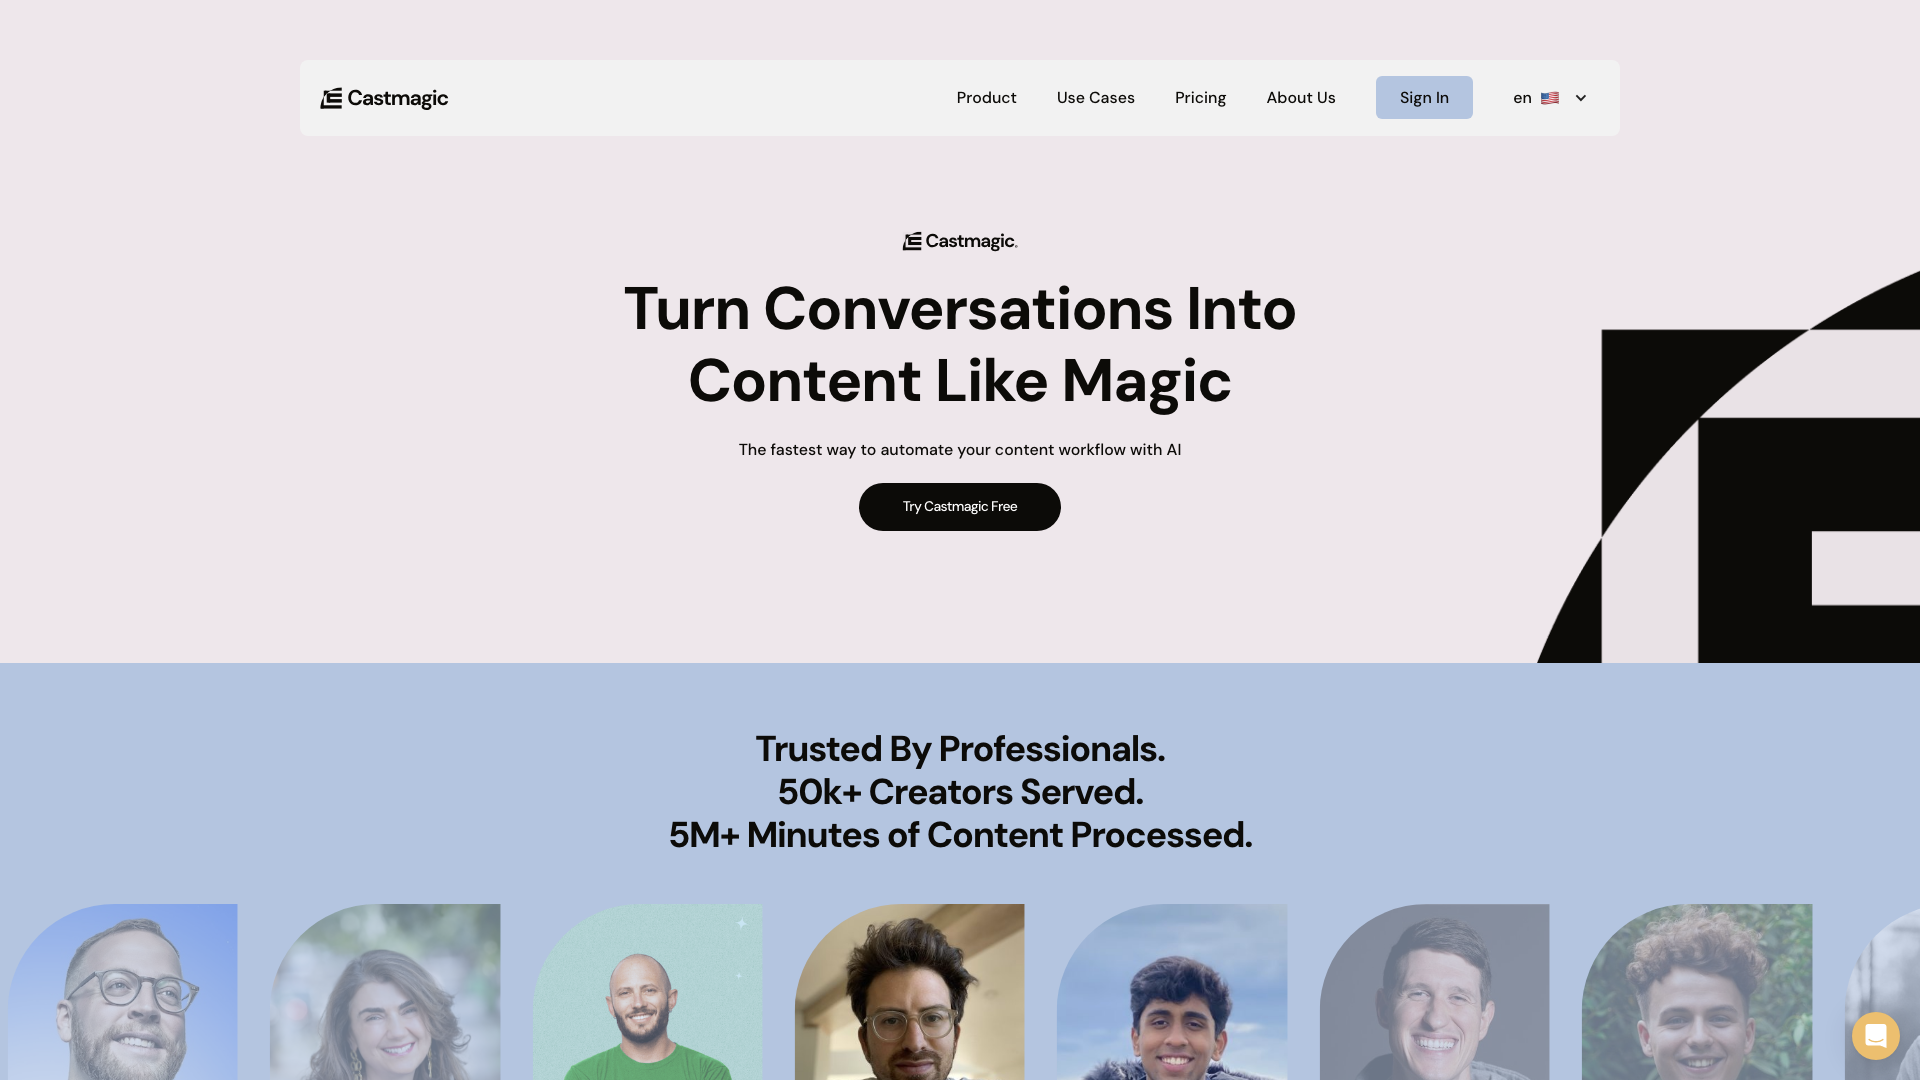 Castmagic
Product
Use Cases
Pricing
About Us
Sign In
en
Castmagic
Turn Conversations Into
Content Like Magic
The fastest way to automate your content workflow with AI
Try Castmagic Free
Trusted By Professionals.
50k+ Creators Served.
5M+ Minutes of Content Processed.